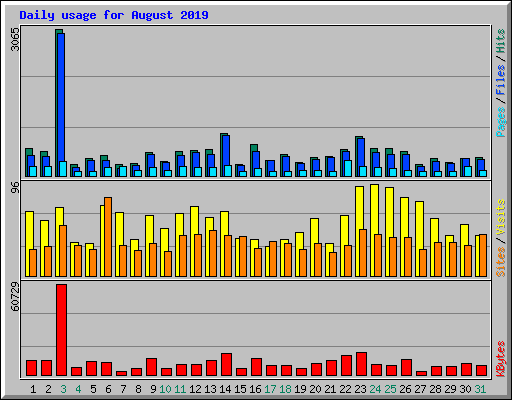 Daily usage for August 2019
3065
Pages / Files / Hits
96
Sites / Visits
60729
KBytes
1 2 3 4 5 6 7 8 9 10 11 12 13 14 15 16 17 18 19 20 21 22 23 24 25 26 27 28 29 30 31